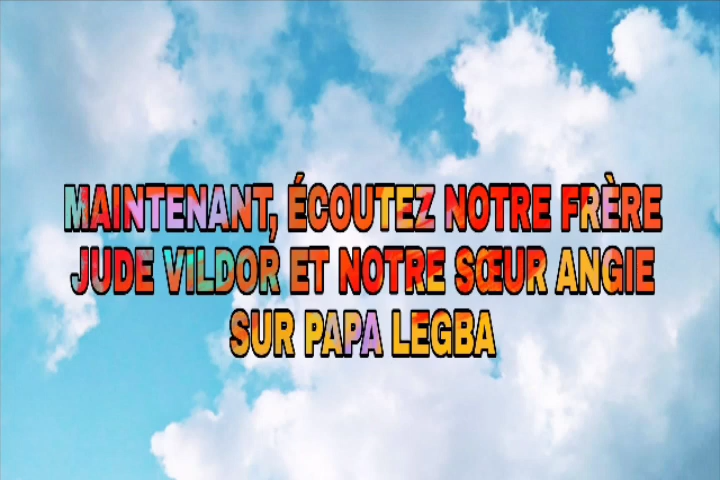 MAINTENANT, ÉCOUTEZ NOTRE FRÈRE
JUDE VILDOR ET NOTRE SŒUR ANGIE
SUR PAPA LEGBA